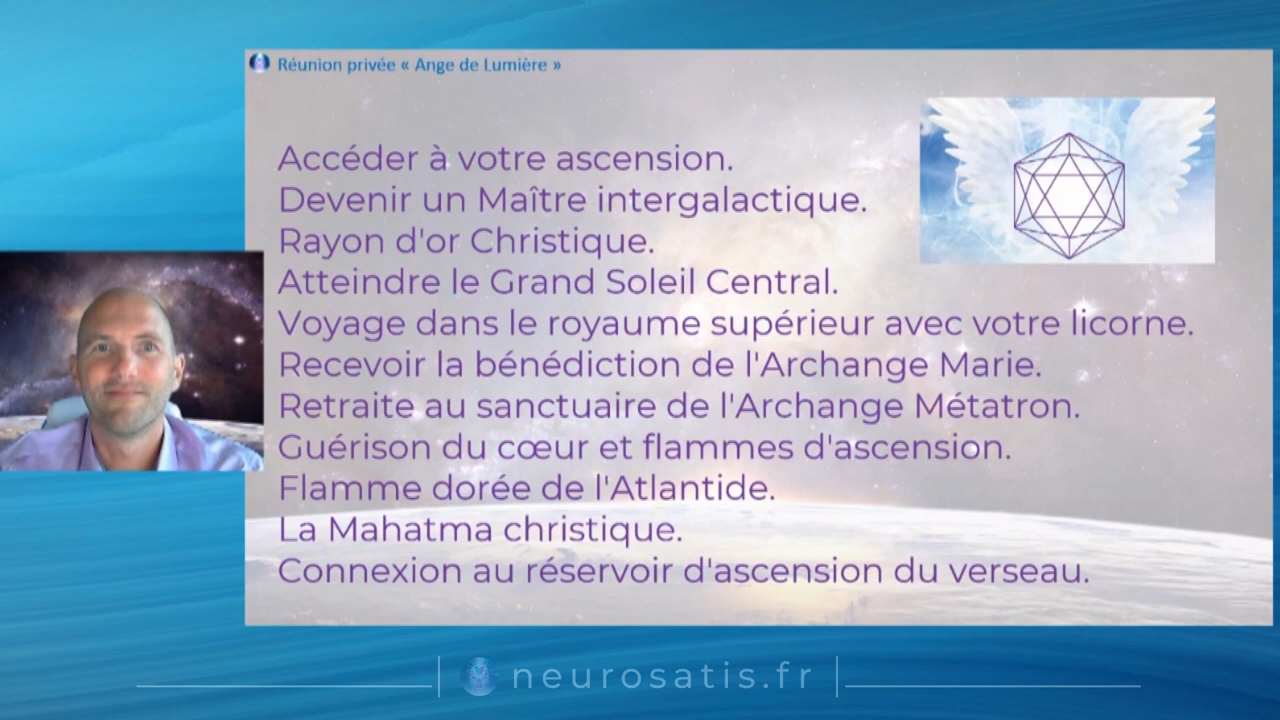 Réunion privée « Ange de Lumière »
Accéder à votre ascension.
Devenir un Maître intergalactique.
Rayon d'or Christique.
Atteindre le Grand Soleil Central.
Voyage dans le royaume supérieur avec votre licorne.
Recevoir la bénédiction de l'Archange Marie.
Retraite au sanctuaire de l'Archange Métatron.
Guérison du cœur et flammes d'ascension.
Flamme dorée de l'Atlantide.
La Mahatma christique.
Connexion au réservoir d'ascension du verseau.
neurosatis.fr